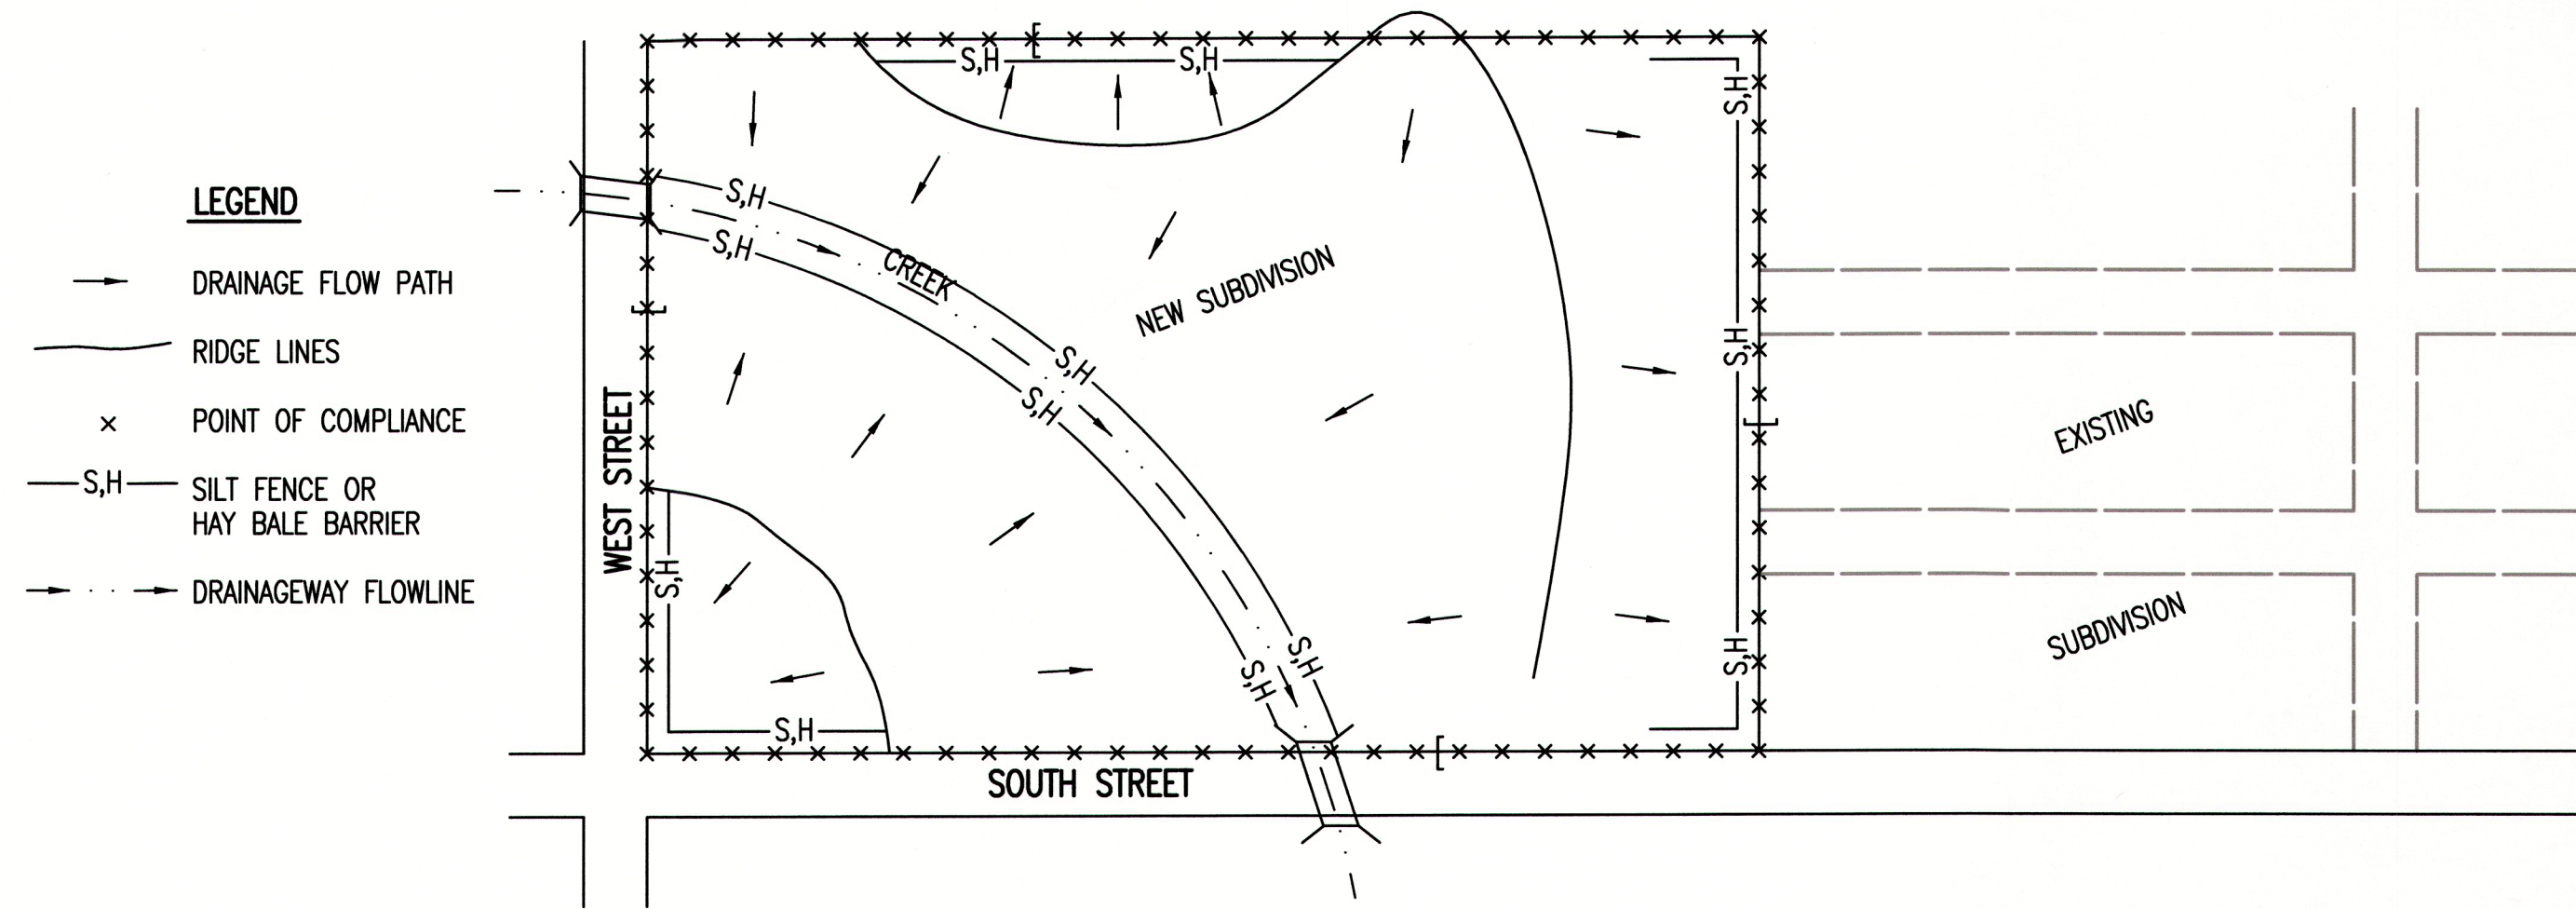 LEGEND
DRAINAGE FLOW PATH
RIDGE LINES
× POINT OF COMPLIANCE
S,H SILT FENCE OR
HAY BALE BARRIER
DRAINAGEWAY FLOWLINE
S,H
S,H
S,H
S,H
S,H
CREEK
NEW SUBDIVISION
S,H
S,H
S,H
S,H
WEST STREET
S,H
S,H
S,H
S,H
S,H
SOUTH STREET
EXISTING
SUBDIVISION